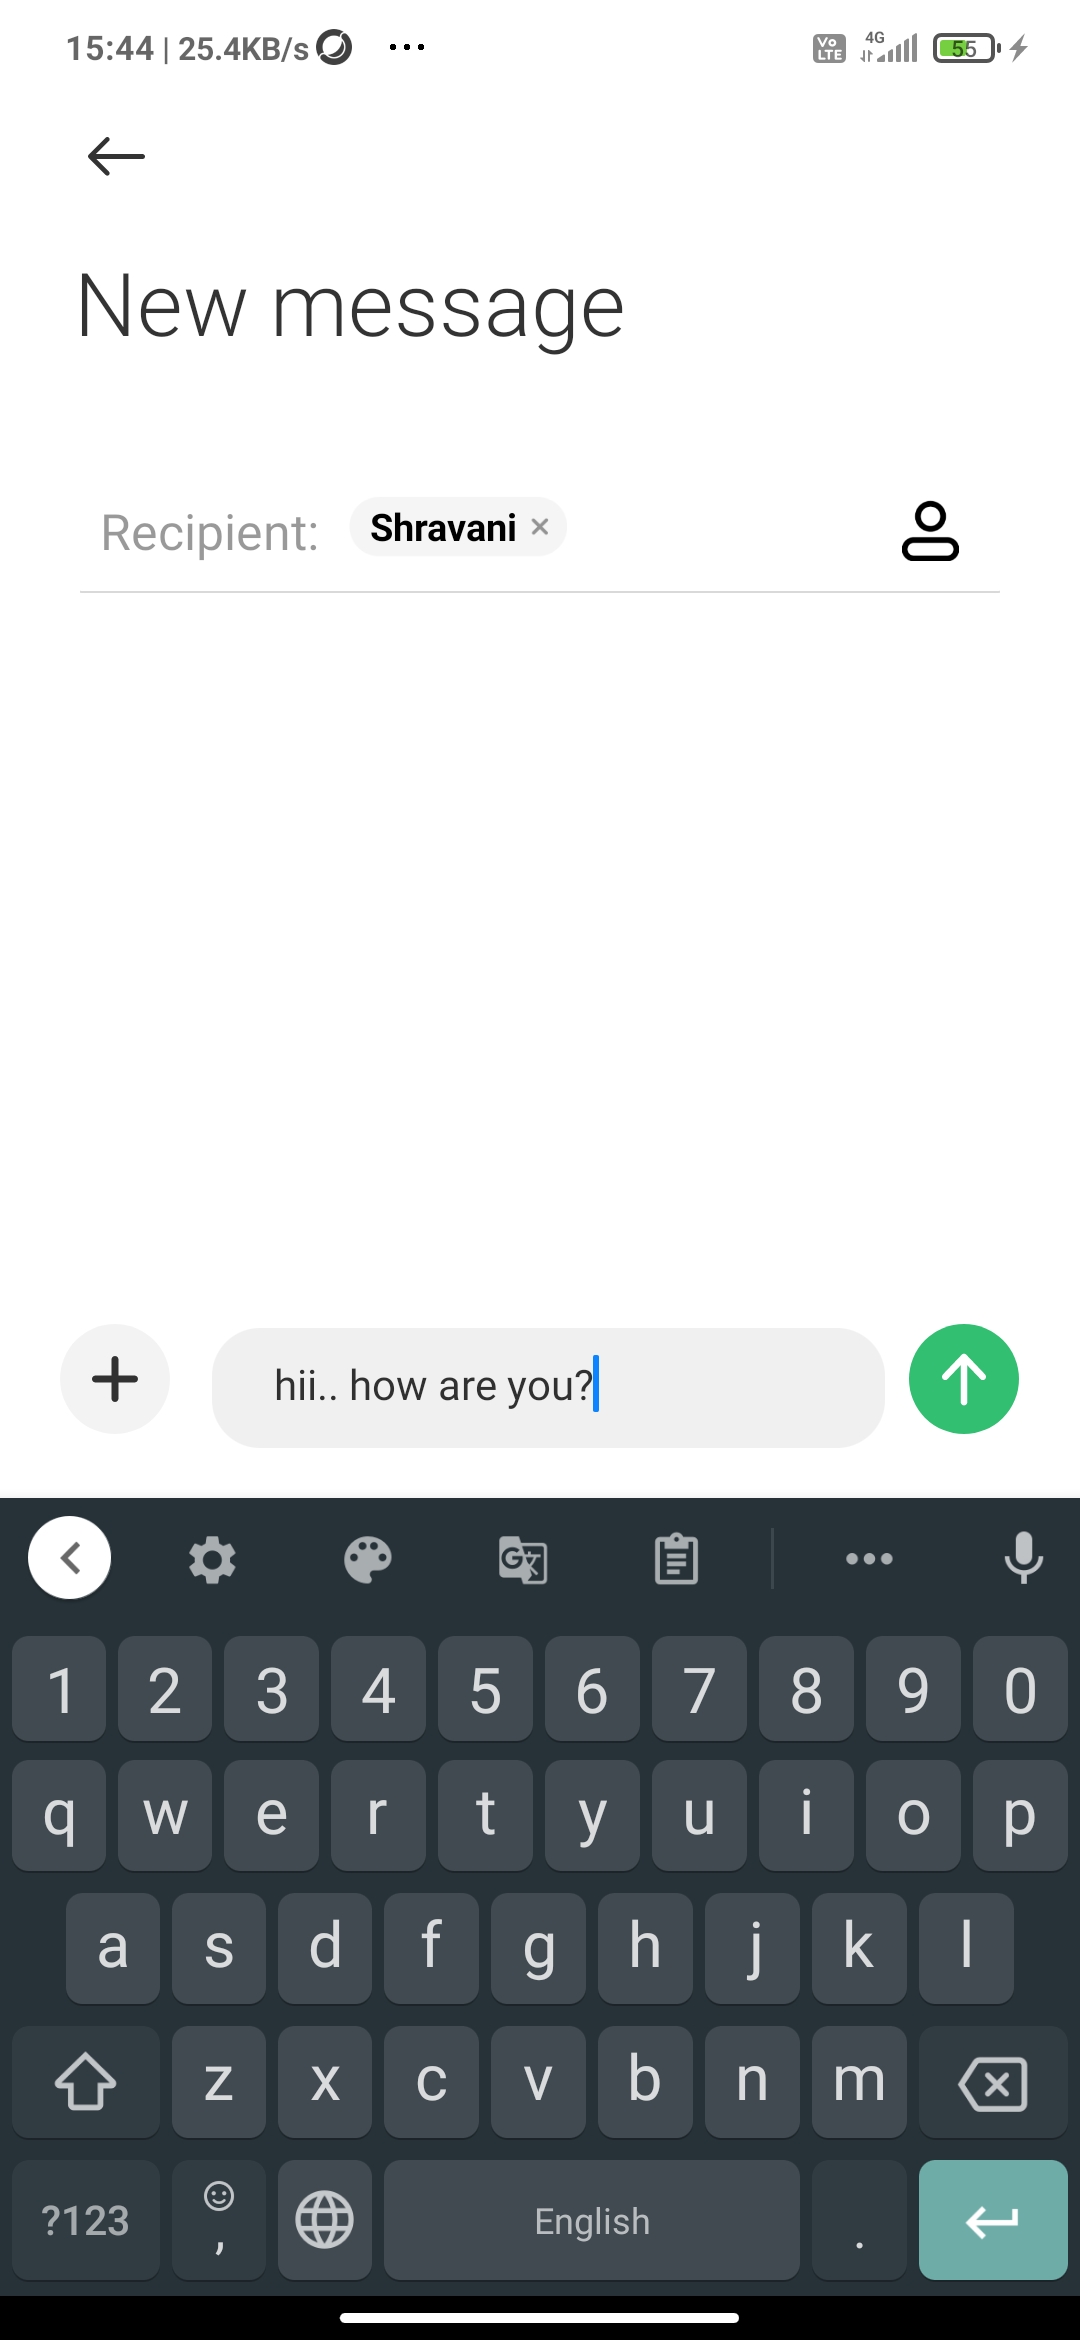 15:44 | 25.4KB/s ...
Vo LTE 4G 55
New message
Recipient: Shravani ×
hii.. how are you?
1 2 3 4 5 6 7 8 9 0
q w e r t y u i o p
a s d f g h j k l
z x c v b n m
?123 , English .